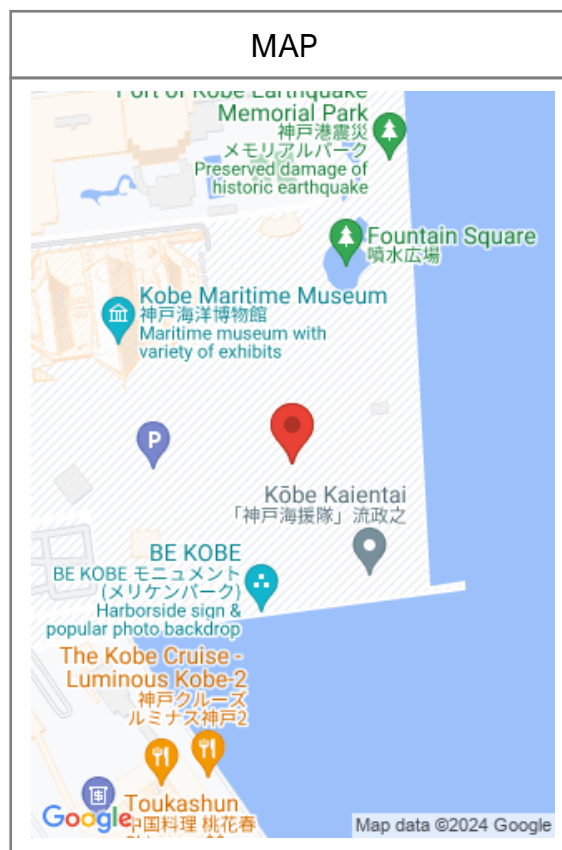 MAP
Port of Kobe Earthquake
Memorial Park
神戸港震災
メモリアルパーク
Preserved damage of
historic earthquake
Fountain Square
噴水広場
Kobe Maritime Museum
神戸海洋博物館
Maritime museum with
variety of exhibits
P
Kōbe Kaientai
「神戸海援隊」流政之
BE KOBE
BE KOBE モニュメント
(メリケンパーク)
Harborside sign &
popular photo backdrop
The Kobe Cruise -
Luminous Kobe-2
神戸クルーズ
ルミナス神戸2
Toukashun
中国料理 桃花春
Google
Map data ©2024 Google